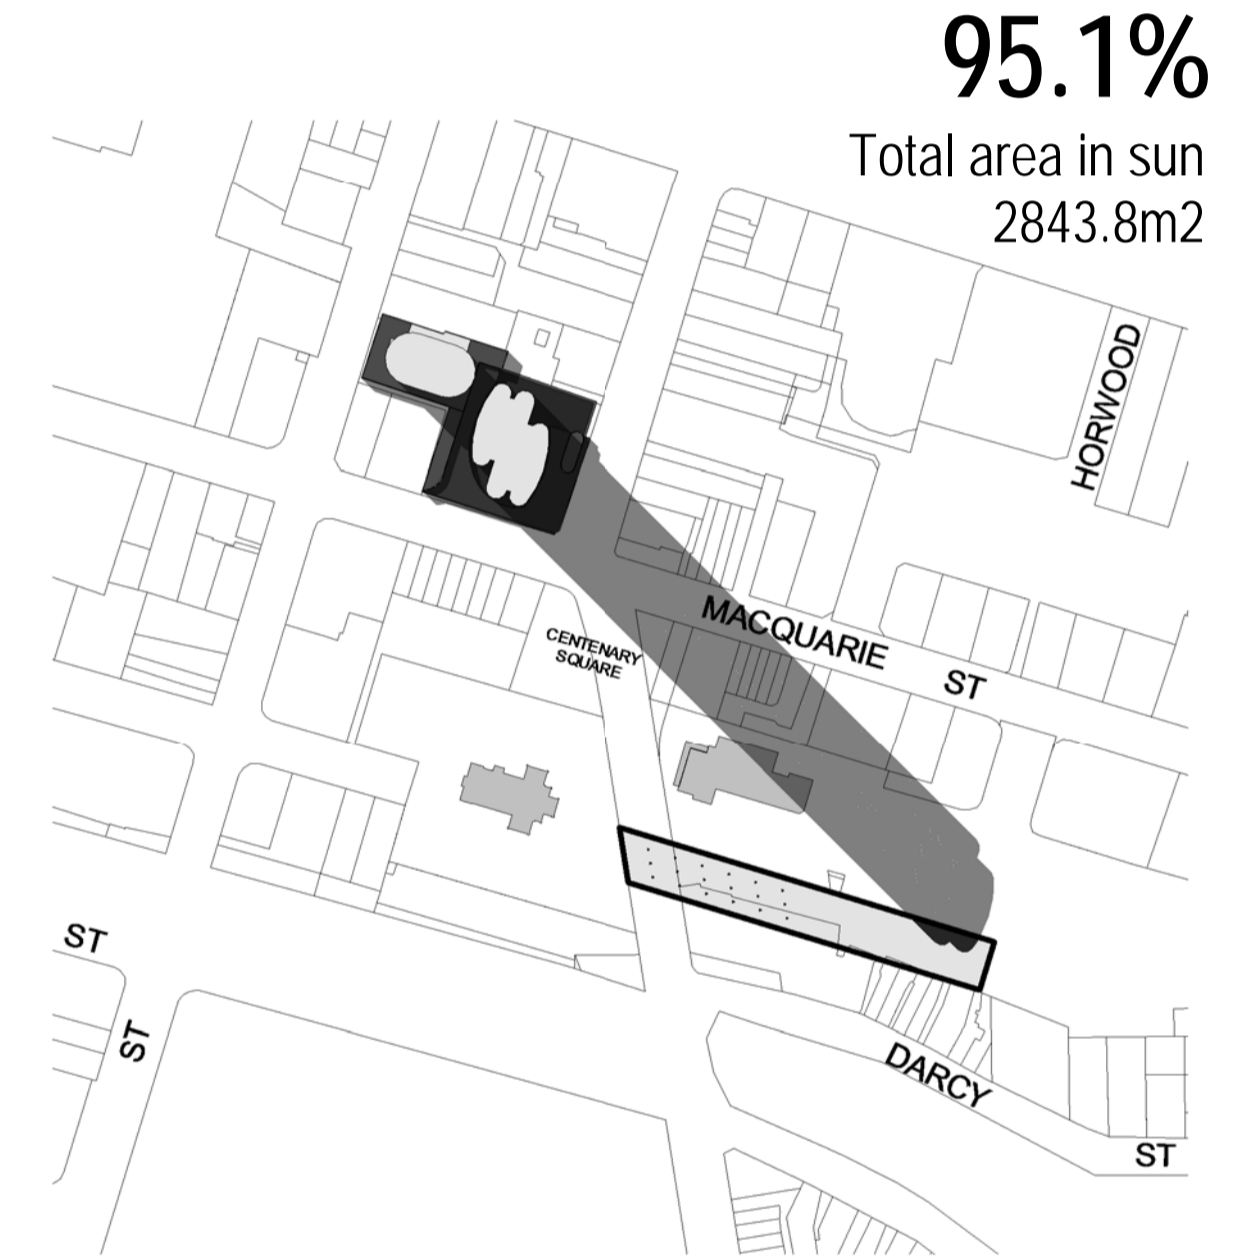 95.1%
Total area in sun
2843.8m2
HORWOOD
MACQUARIE
ST
CENTENARY
SQUARE
ST
ST
DARCY
ST